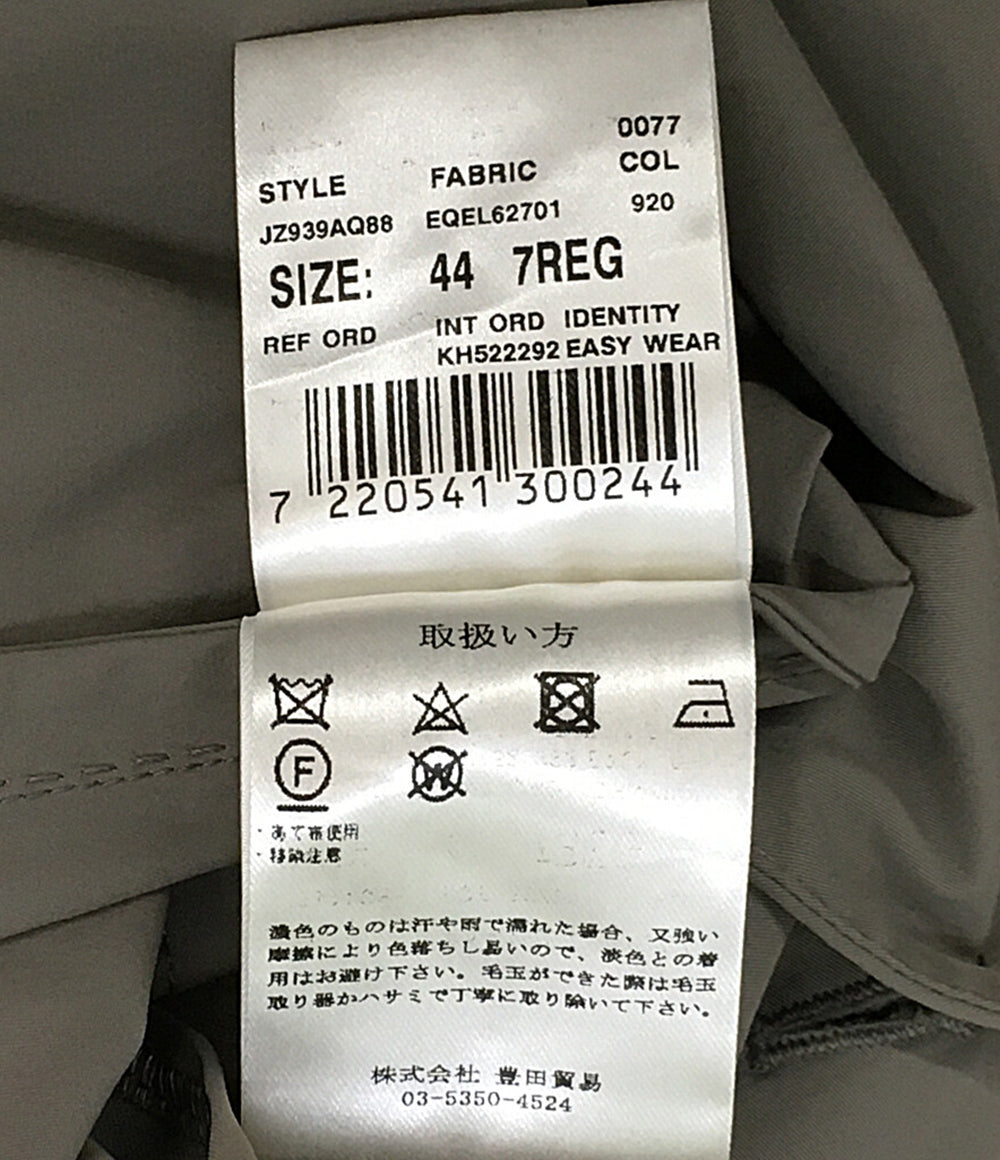 0077
STYLE FABRIC COL
JZ939AQ88 EQEL62701 920
SIZE: 44 7REG
REF ORD INT ORD IDENTITY
KH522292 EASY WEAR
7 220541 300244
取扱い方
F W
・あて布使用
・移染注意
濃色のものは汗や雨で濡れた場合、又強い
摩擦により色落ちし易いので、淡色との着
用はお避け下さい。毛玉ができた際は毛玉
取り器かハサミで丁寧に取り除いて下さい。
株式会社 豊田貿易
03-5350-4524